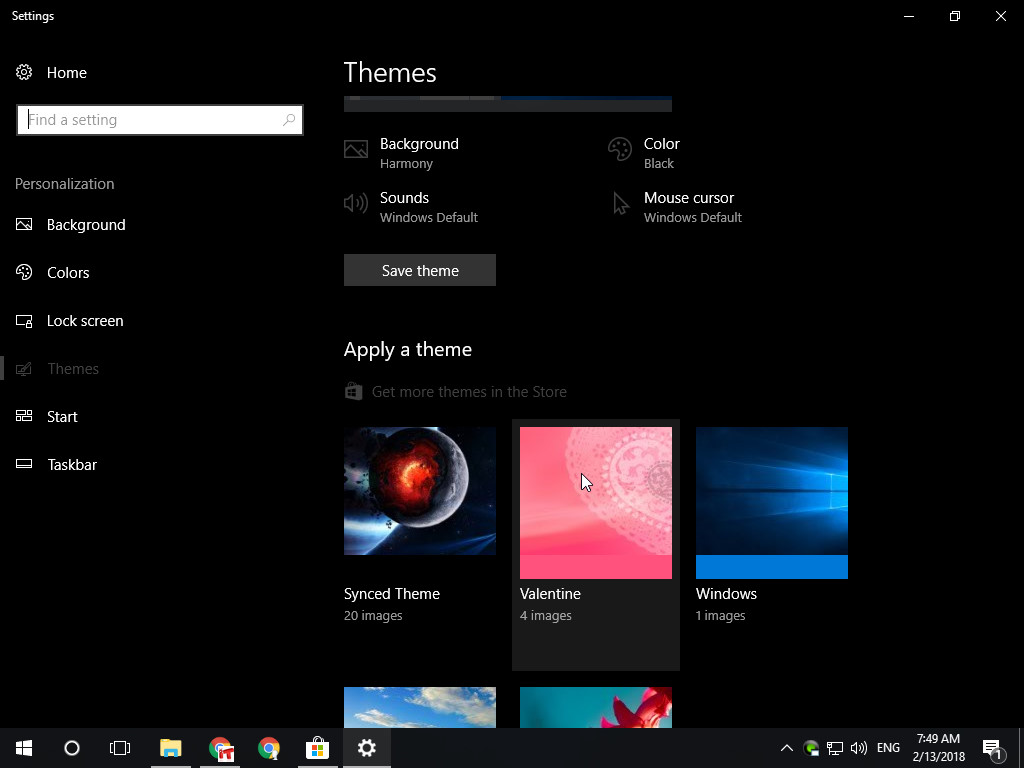 Settings
Home
Find a setting
Personalization
Background
Colors
Lock screen
Themes
Start
Taskbar
Themes
Background
Harmony
Color
Black
Sounds
Windows Default
Mouse cursor
Windows Default
Save theme
Apply a theme
Get more themes in the Store
Synced Theme
20 images
Valentine
4 images
Windows
1 images
ENG
7:49 AM
2/13/2018
1